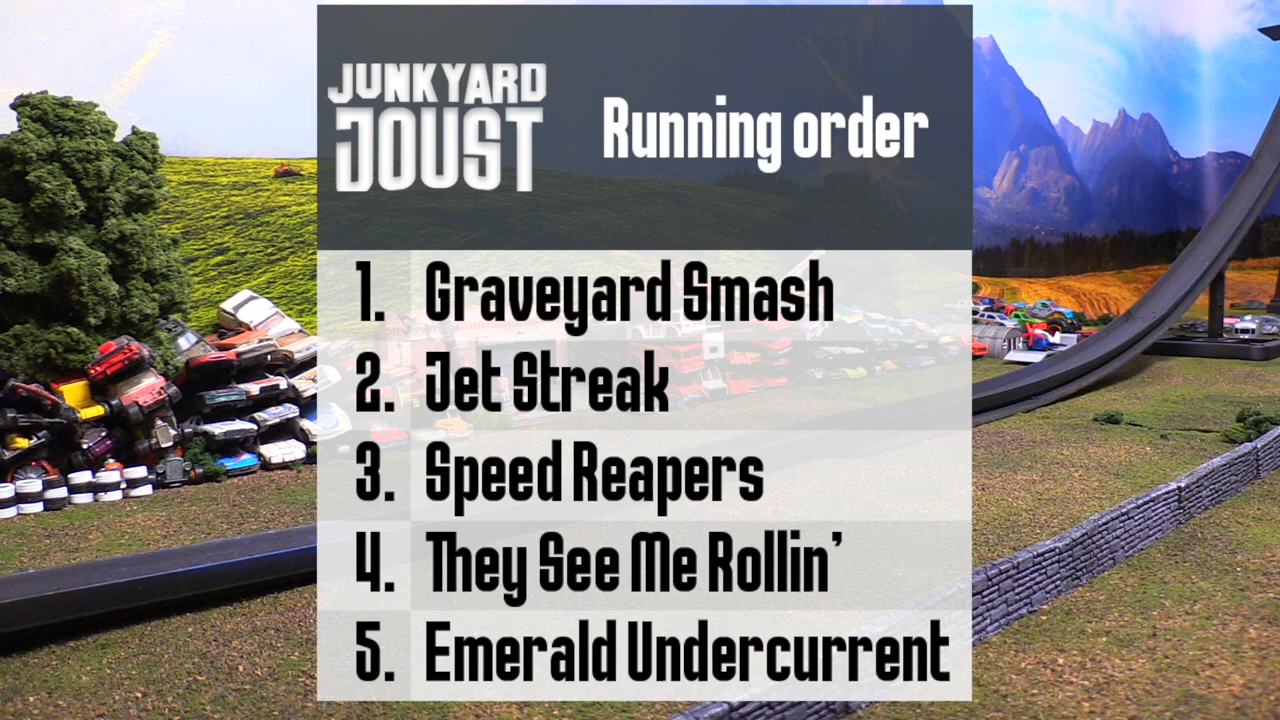 JUNKYARD
JOUST
Running order
1. Graveyard Smash
2. Jet Streak
3. Speed Reapers
4. They See Me Rollin'
5. Emerald Undercurrent